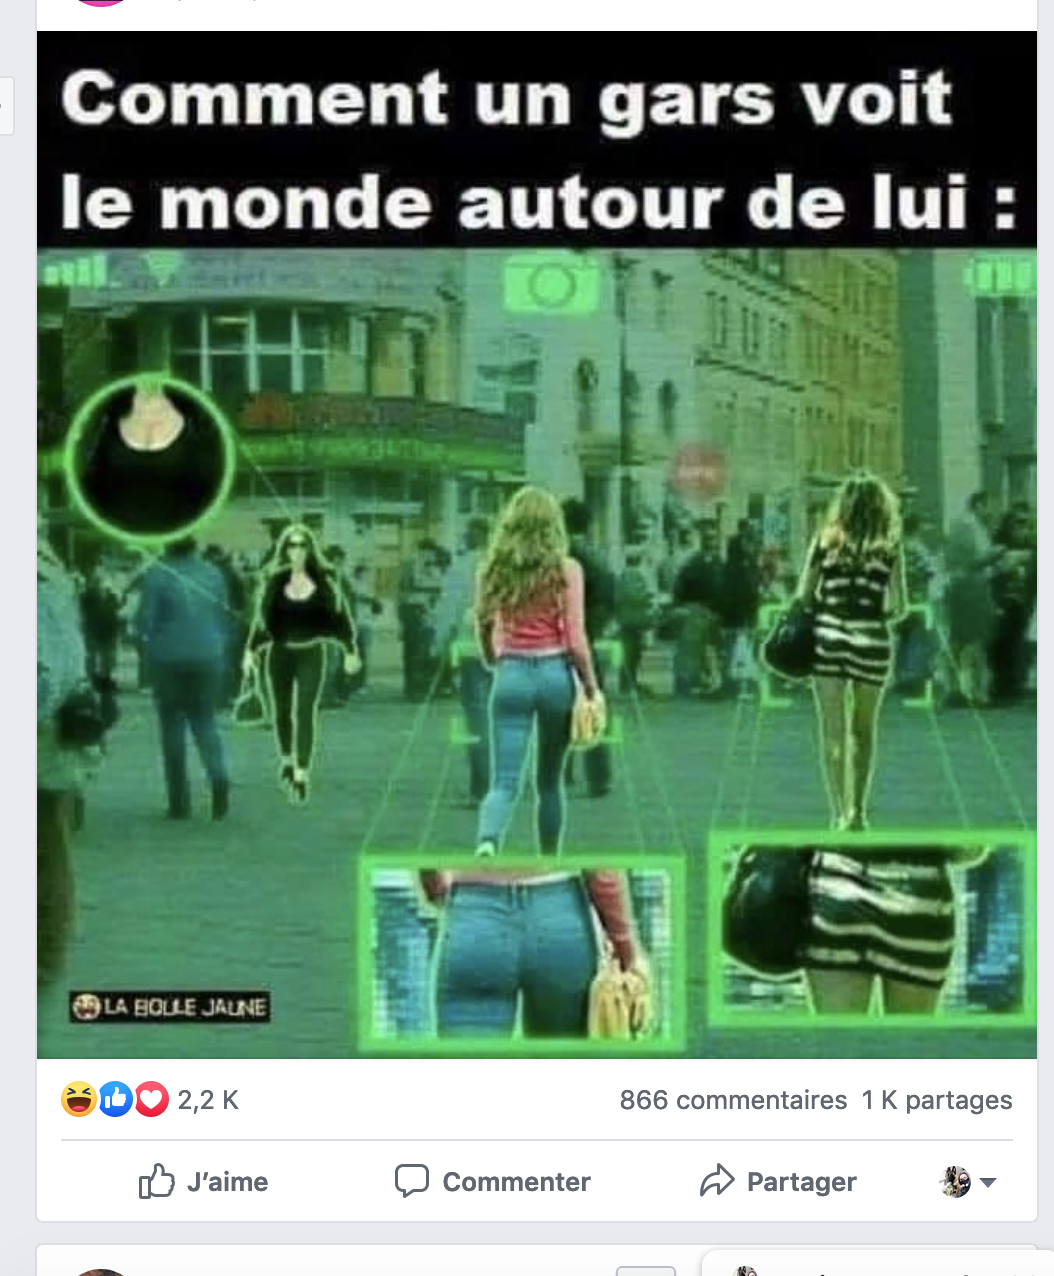 Comment un gars voit
le monde autour de lui :
LA BOULE JAUNE
2,2 K
866 commentaires 1 K partages
J'aime
Commenter
Partager